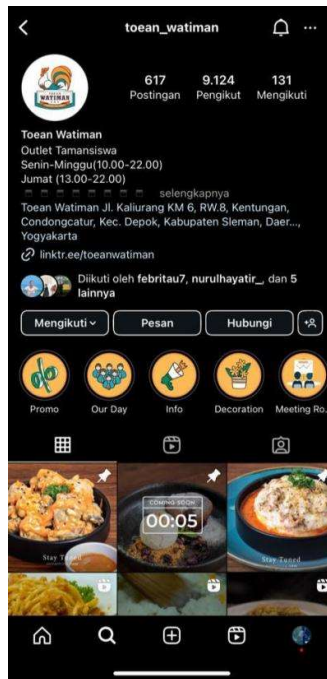 toean_watiman
TOEAN
WATIMAN
617 9.124 131
Postingan Pengikut Mengikuti
Toean Watiman
Outlet Tamansiswa
Senin-Minggu(10.00-22.00)
Jumat (13.00-22.00)
selengkapnya
Toean Watiman Jl. Kaliurang KM 6, RW.8, Kentungan,
Condongcatur, Kec. Depok, Kabupaten Sleman, Daer...,
Yogyakarta
linktr.ee/toeanwatiman
Diikuti oleh febritau7, nurulhayatir_, dan 5
lainnya
Mengikuti Pesan Hubungi
Promo Our Day Info Decoration Meeting Ro.
COMING SOON
00:05
Stay Tuned Stay Tuned